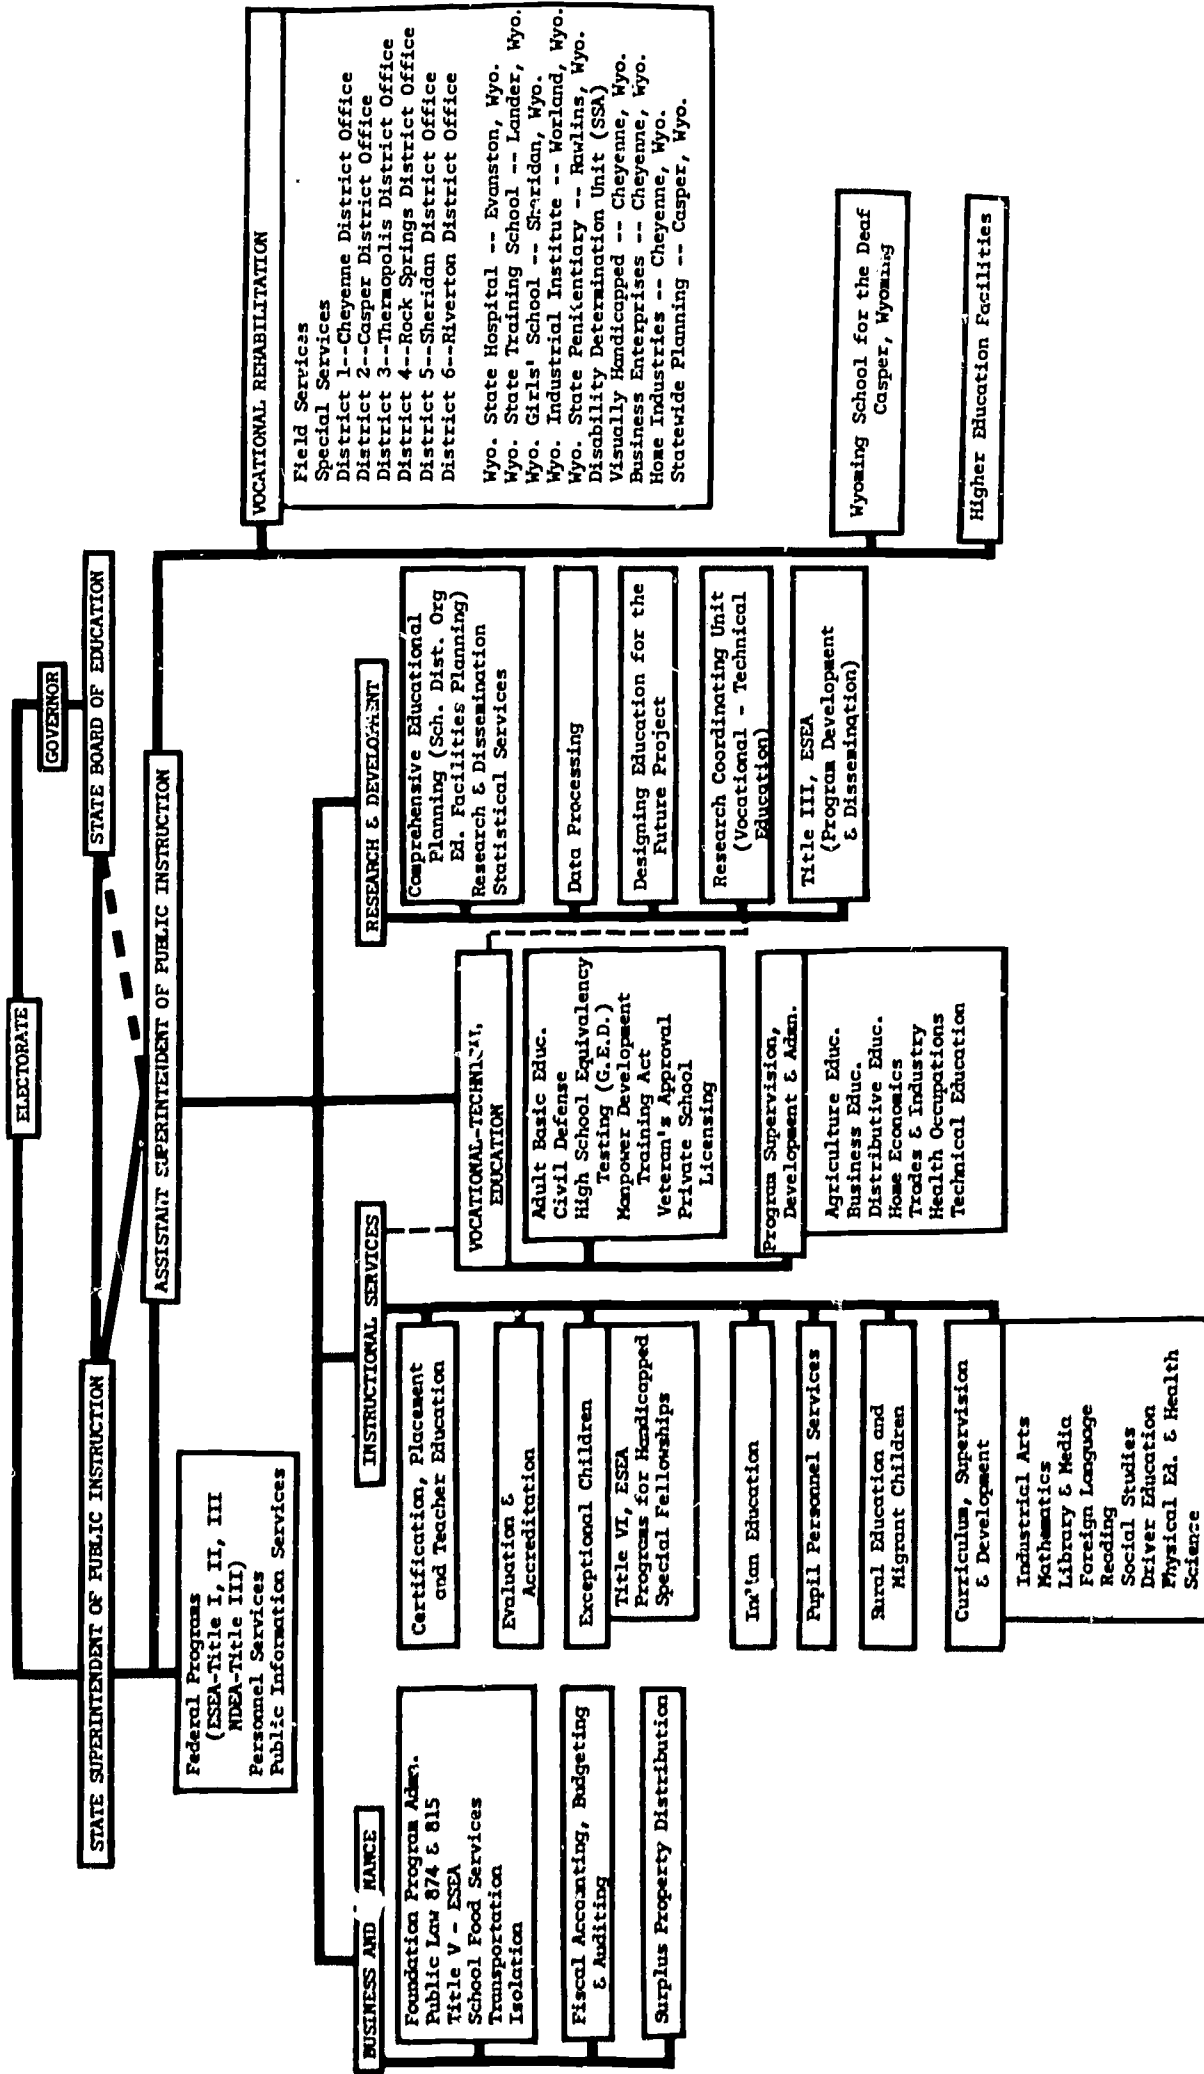 ELECTORATE
GOVERNOR
STATE SUPERINTENDENT OF PUBLIC INSTRUCTION
STATE BOARD OF EDUCATION
ASSISTANT SUPERINTENDENT OF PUBLIC INSTRUCTION
Federal Programs
(ESEA-Title I, II, III
NDEA-Title III)
Personnel Services
Public Information Services
BUSINESS AND
Foundation Program Adm.
Public Law 874 & 815
Title V - ESEA
School Food Services
Transportation
Isolation
Fiscal Accounting, Budgeting
& Auditing
Surplus Property Distribution
INSTRUCTIONAL SERVICES
Certification, Placement
and Teacher Education
Evaluation &
Accreditation
Exceptional Children
Title VI, ESEA
Programs for Handicapped
Special Fellowships
Indian Education
Pupil Personnel Services
Rural Education and
Migrant Children
Curriculum, Supervision
& Development
Industrial Arts
Mathematics
Library & Media
Foreign Language
Reading
Social Studies
Driver Education
Physical Ed. & Health
Science
VOCATIONAL-TECHNICAL
EDUCATION
Adult Basic Educ.
Civil Defense
High School Equivalency
Testing (G.E.D.)
Manpower Development
Training Act
Veteran's Approval
Private School
Licensing
Program Supervision,
Development & Adm.
Agriculture Educ.
Business Educ.
Distributive Educ.
Home Economics
Trades & Industry
Health Occupations
Technical Education
RESEARCH & DEVELOPMENT
Comprehensive Educational
Planning (Sch. Dist. Org
Ed. Facilities Planning)
Research & Dissemination
Statistical Services
Data Processing
Designing Education for the
Future Project
Research Coordinating Unit
(Vocational - Technical
Education)
Title III, ESEA
(Program Development
& Dissemination)
VOCATIONAL REHABILITATION
Field Services
Special Services
District 1--Cheyenne District Office
District 2--Casper District Office
District 3--Thermopolis District Office
District 4--Rock Springs District Office
District 5--Sheridan District Office
District 6--Riverton District Office
Wyo. State Hospital -- Evanston, Wyo.
Wyo. State Training School -- Lander, Wyo.
Wyo. Girls' School -- Sheridan, Wyo.
Wyo. Industrial Institute -- Worland, Wyo.
Wyo. State Penitentiary -- Rawlins, Wyo.
Disability Determination Unit (SSA)
Visually Handicapped -- Cheyenne, Wyo.
Business Enterprises -- Cheyenne, Wyo.
Home Industries -- Cheyenne, Wyo.
Statewide Planning -- Casper, Wyo.
Wyoming School for the Deaf
Casper, Wyoming
Higher Education Facilities